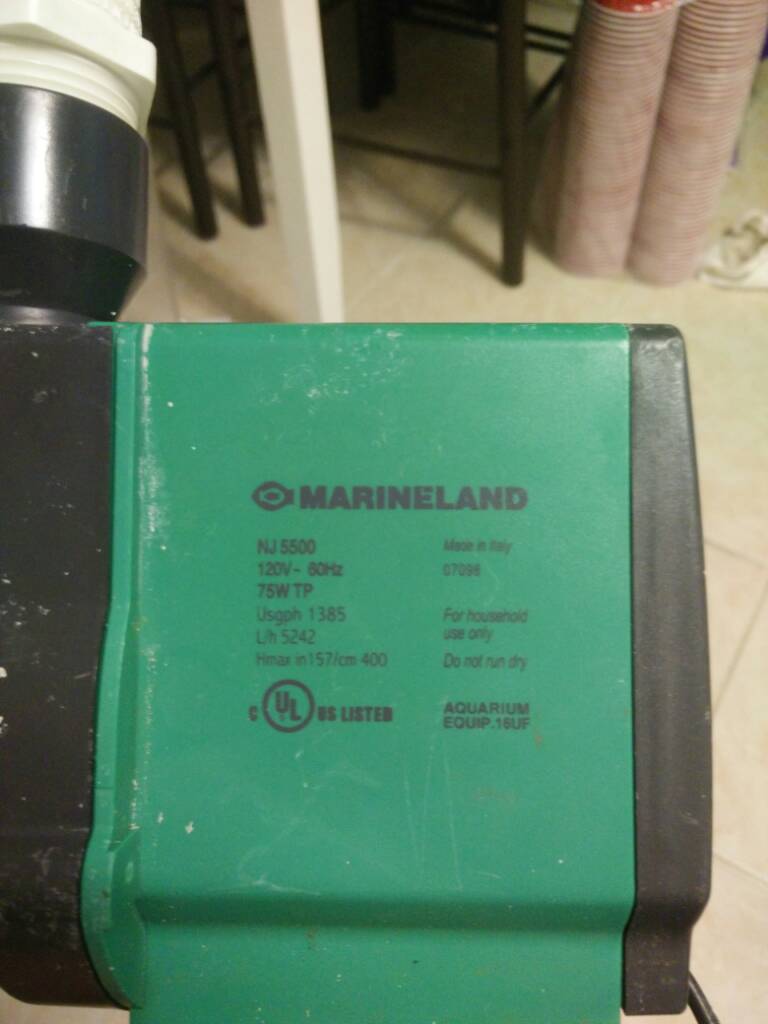 MARINELAND
NJ 5500
120V~ 60Hz
75W TP
Usgph 1385
L/h 5242
Hmax in157/cm 400
Made in Italy
07098
For household
use only
Do not run dry
C UL US LISTED
AQUARIUM
EQUIP.16UF